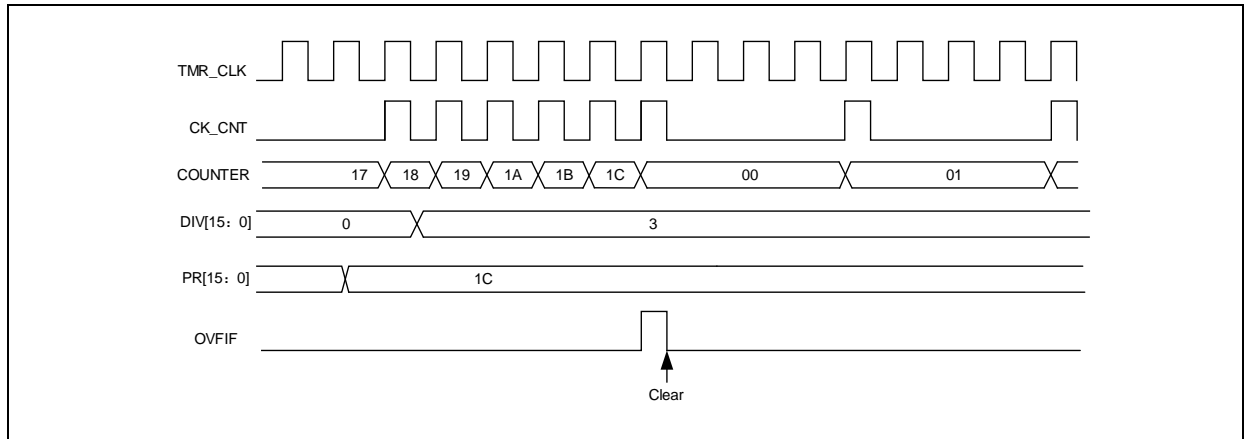 TMR_CLK
CK_CNT
COUNTER 17 18 19 1A 1B 1C 00 01
DIV[15：0] 0 3
PR[15：0] 1C
OVFIF
Clear